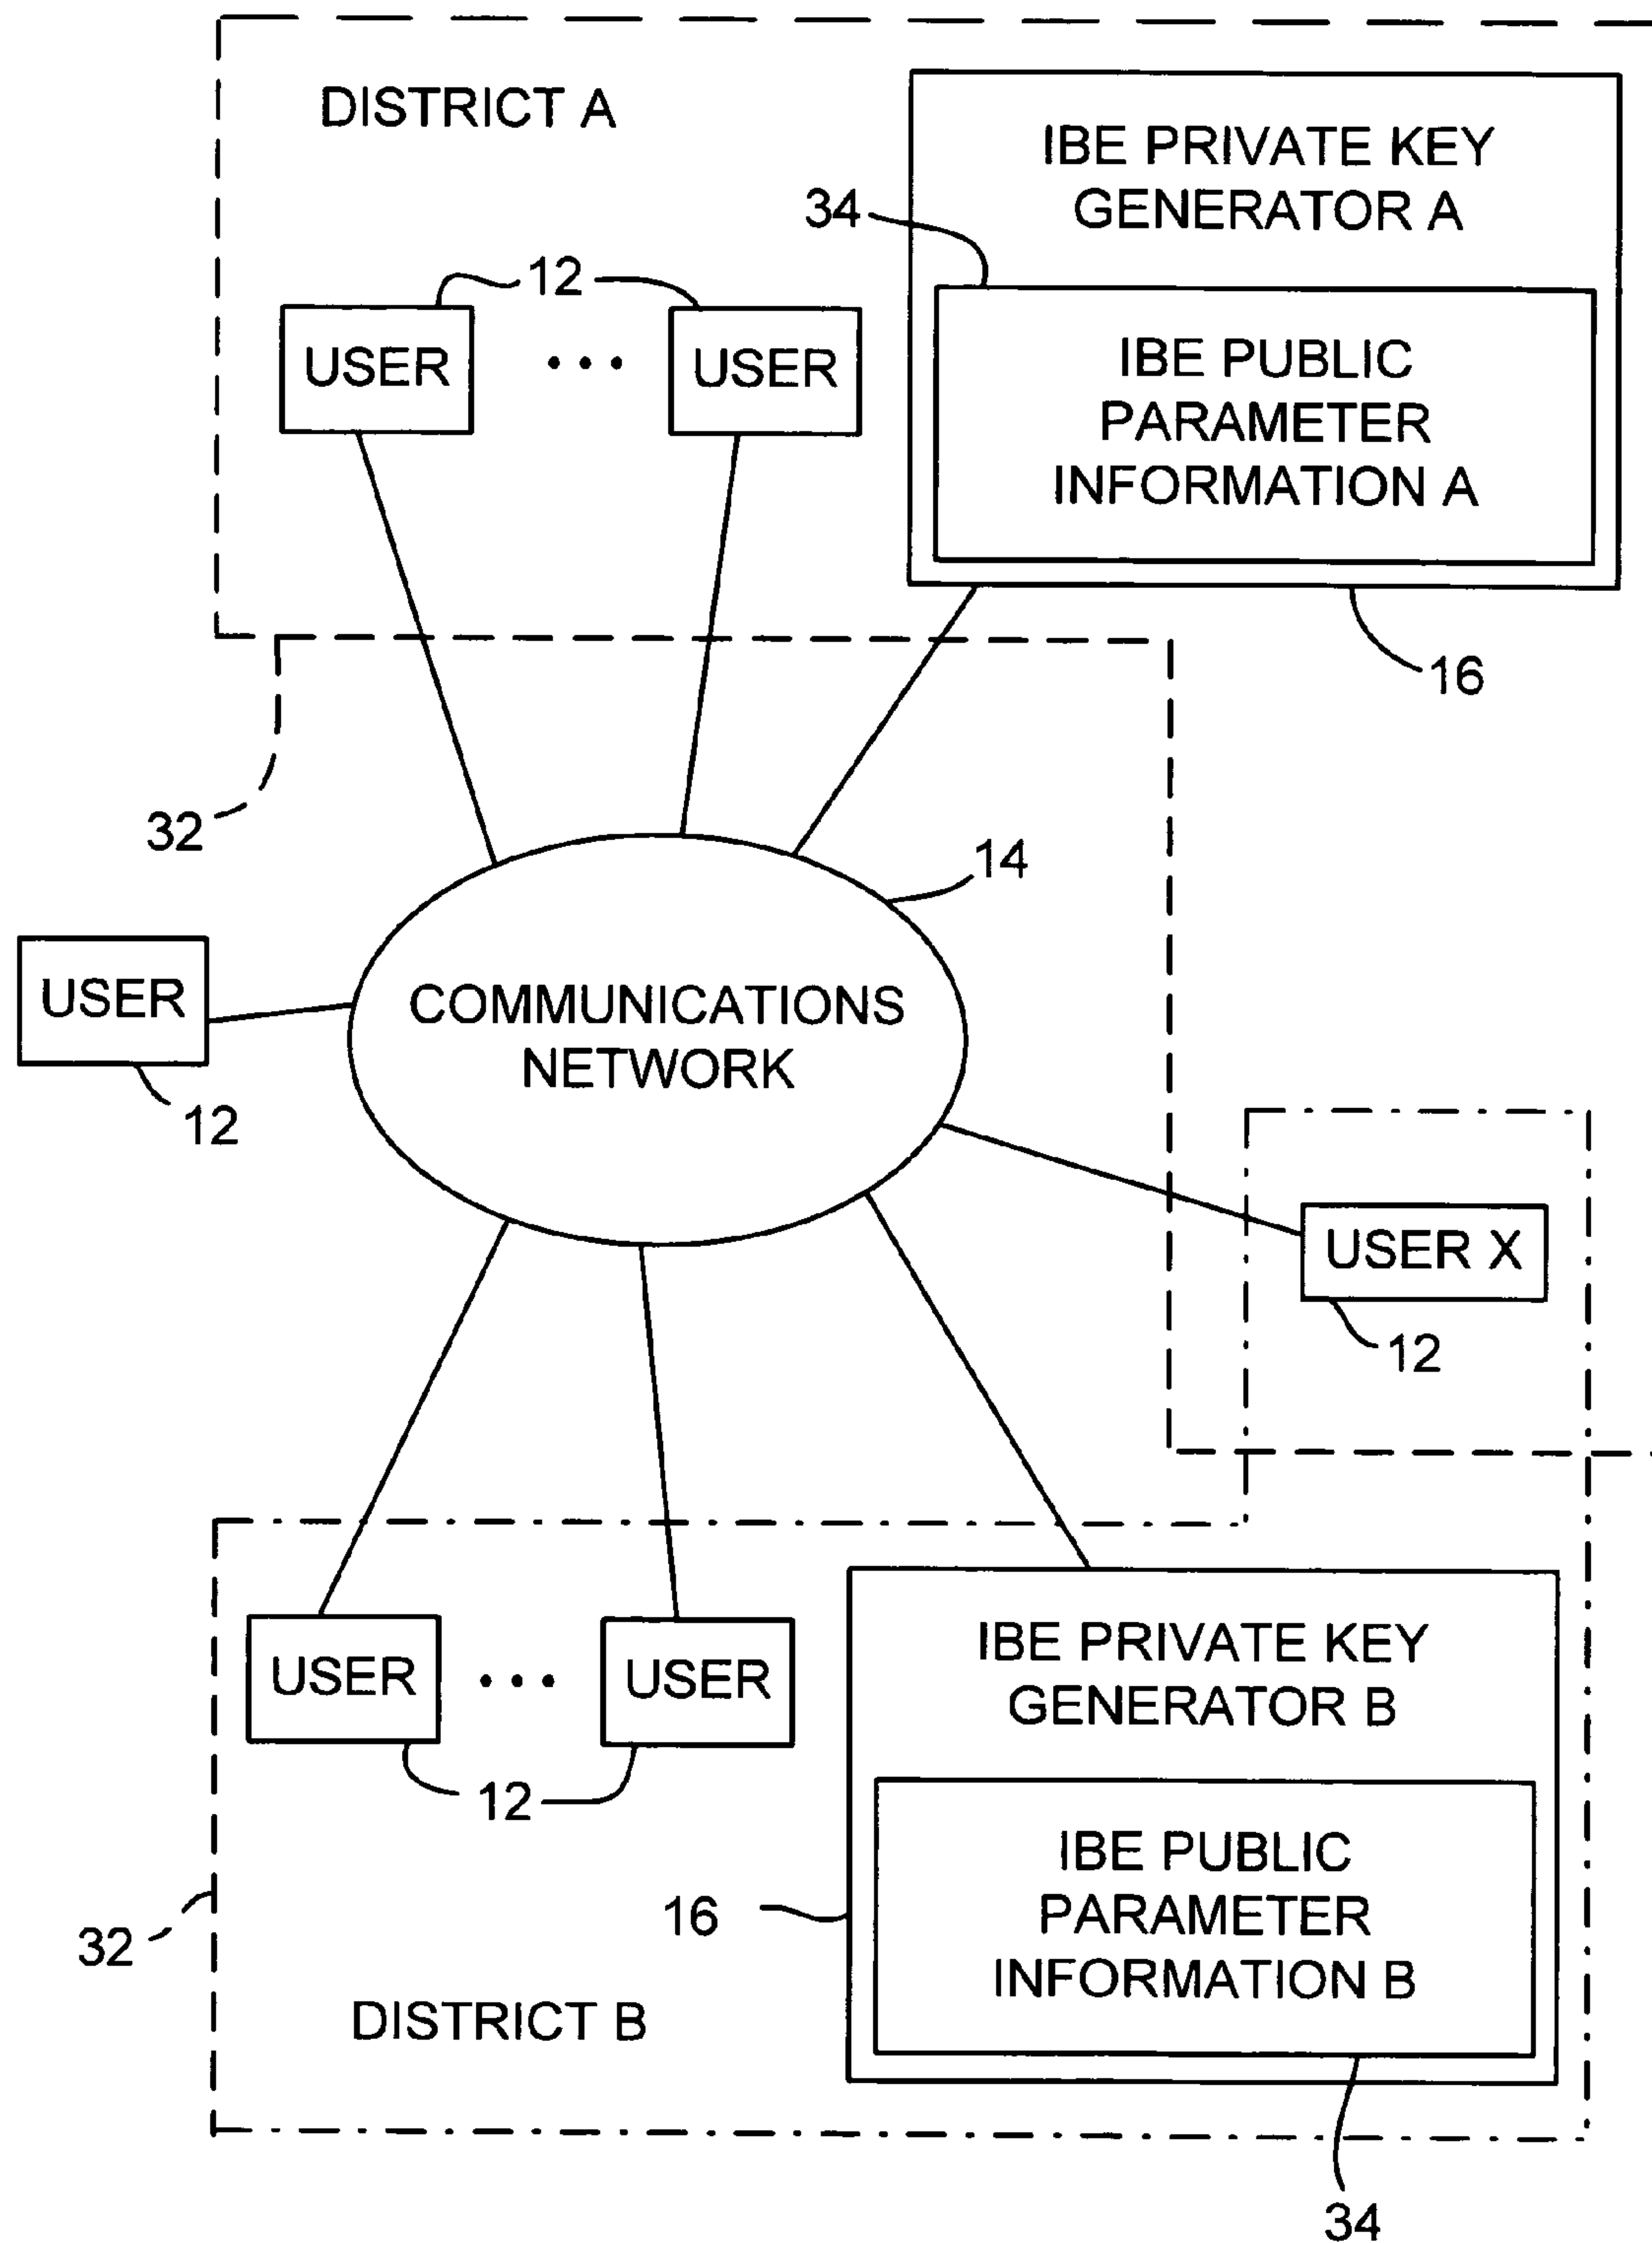 DISTRICT A
IBE PRIVATE KEY
GENERATOR A
34
12
USER
• • •
USER
IBE PUBLIC
PARAMETER
INFORMATION A
16
32
14
USER
COMMUNICATIONS
NETWORK
12
USER X
12
USER
• • •
USER
IBE PRIVATE KEY
GENERATOR B
12
IBE PUBLIC
PARAMETER
INFORMATION B
16
32
DISTRICT B
34